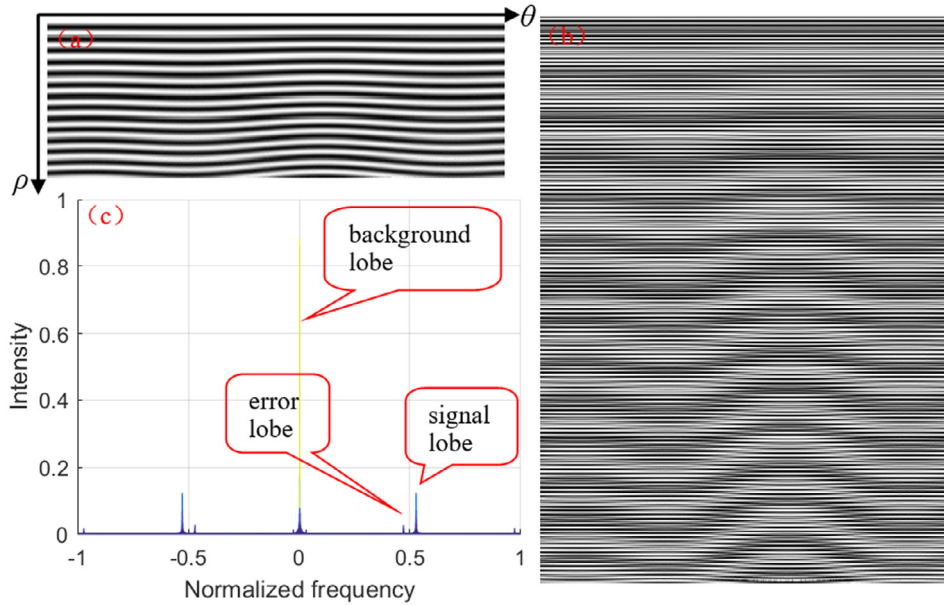 θ
（a）
（b）
ρ
（c）
1
0.8
0.6
0.4
0.2
0
Intensity
background
lobe
error
lobe
signal
lobe
-1
-0.5
0
0.5
1
Normalized frequency